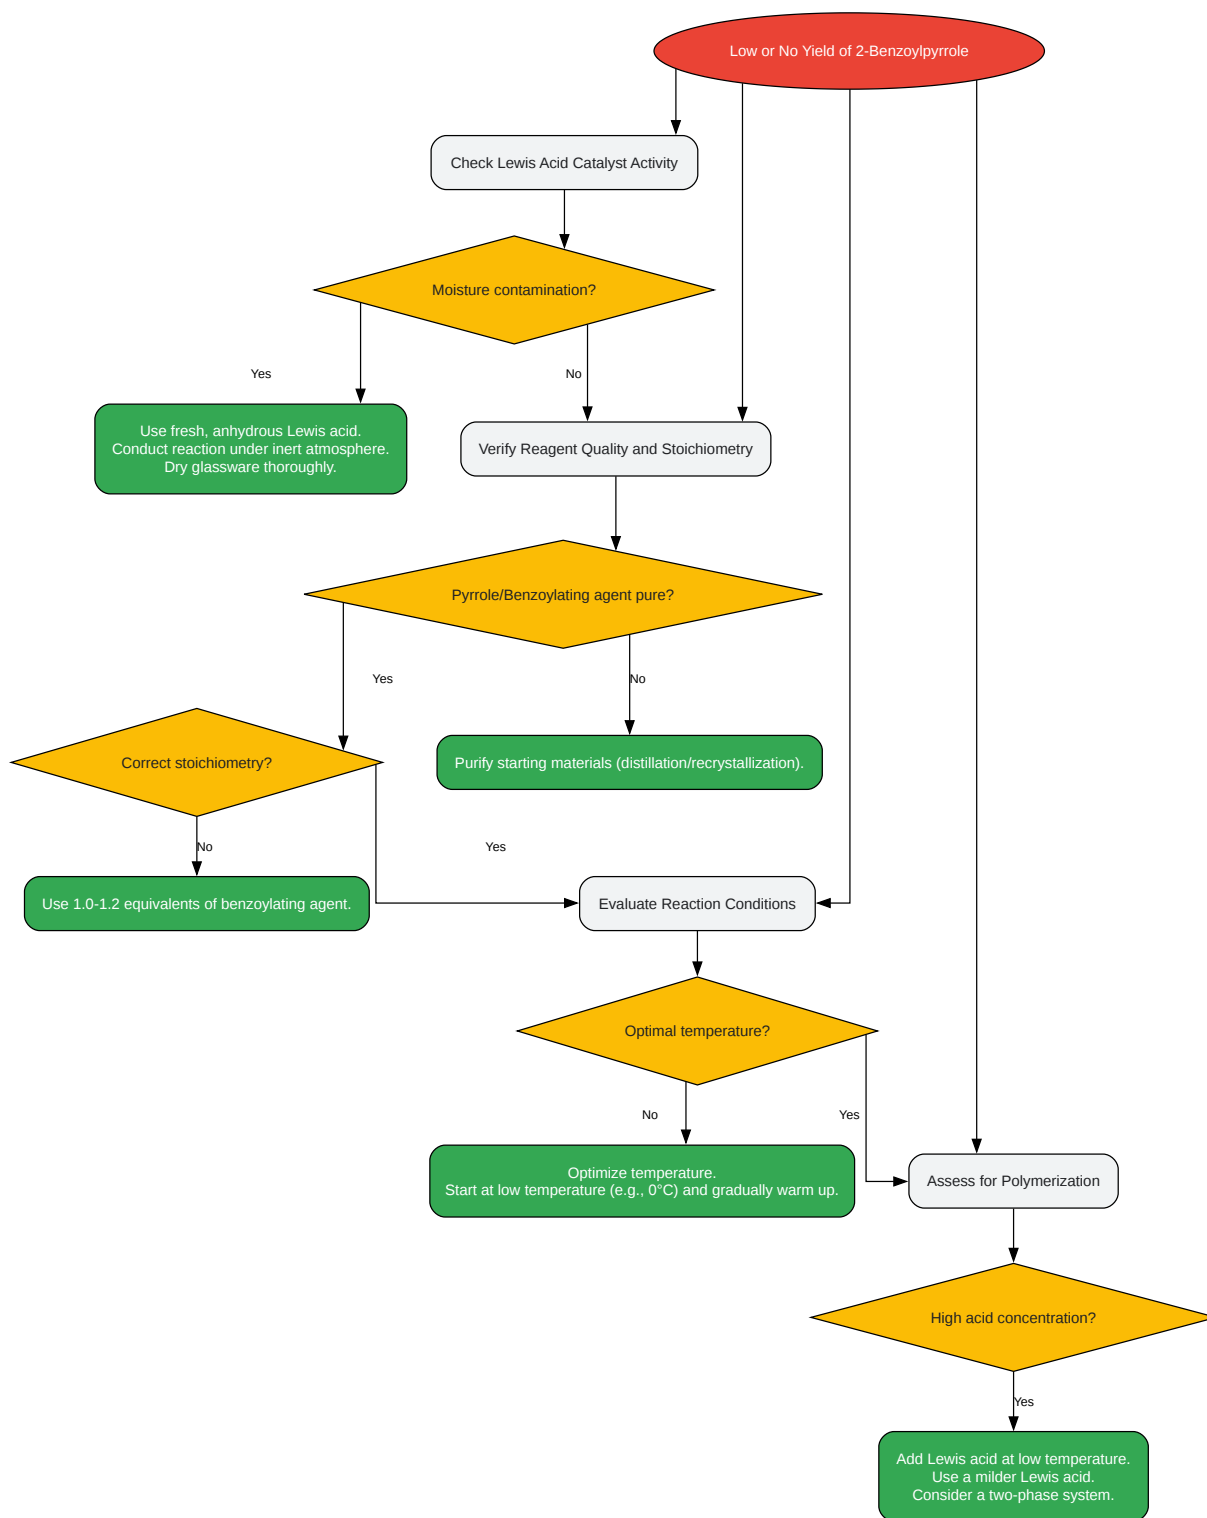 Low or No Yield of 2-Benzoylpyrrole
Check Lewis Acid Catalyst Activity
Moisture contamination?
Yes
No
Use fresh, anhydrous Lewis acid.
Conduct reaction under inert atmosphere.
Dry glassware thoroughly.
Verify Reagent Quality and Stoichiometry
Pyrrole/Benzoylating agent pure?
Yes
No
Correct stoichiometry?
Purify starting materials (distillation/recrystallization).
No
Yes
Use 1.0-1.2 equivalents of benzoylating agent.
Evaluate Reaction Conditions
Optimal temperature?
No
Yes
Optimize temperature.
Start at low temperature (e.g., 0°C) and gradually warm up.
Assess for Polymerization
High acid concentration?
Yes
Add Lewis acid at low temperature.
Use a milder Lewis acid.
Consider a two-phase system.